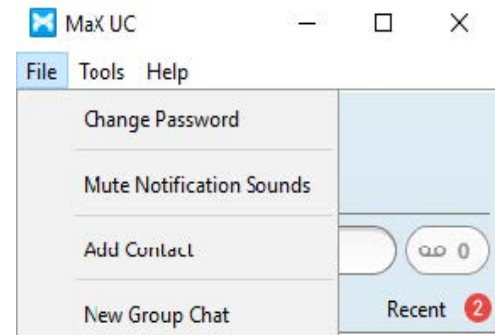 MaX UC
File Tools Help
Change Password
Mute Notification Sounds
Add Contact
0
New Group Chat
Recent 2